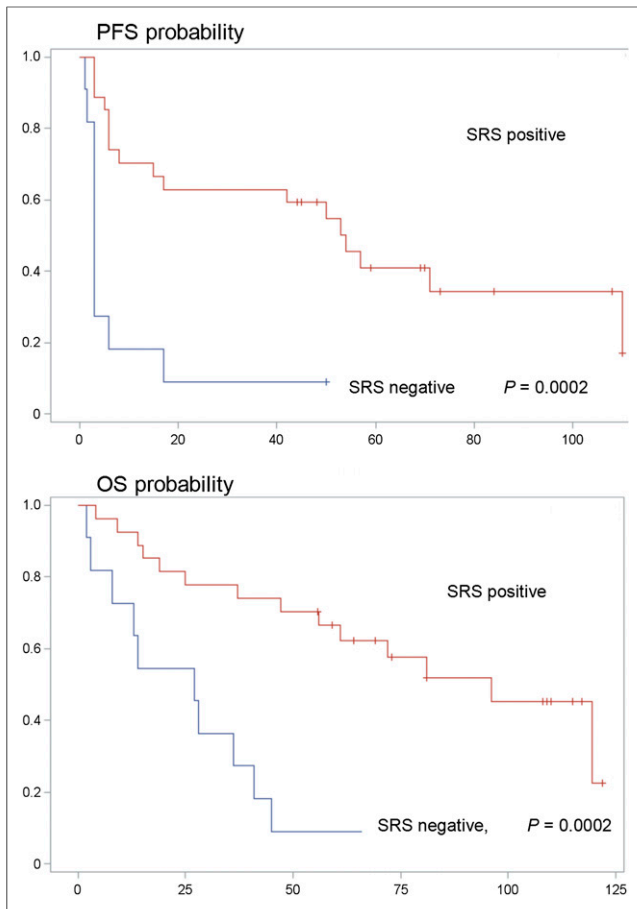 PFS probability
1.0
0.8
0.6
0.4
0.2
0
SRS positive
SRS negative P = 0.0002
0 20 40 60 80 100
OS probability
1.0
0.8
0.6
0.4
0.2
0
SRS positive
SRS negative, P = 0.0002
0 25 50 75 100 125